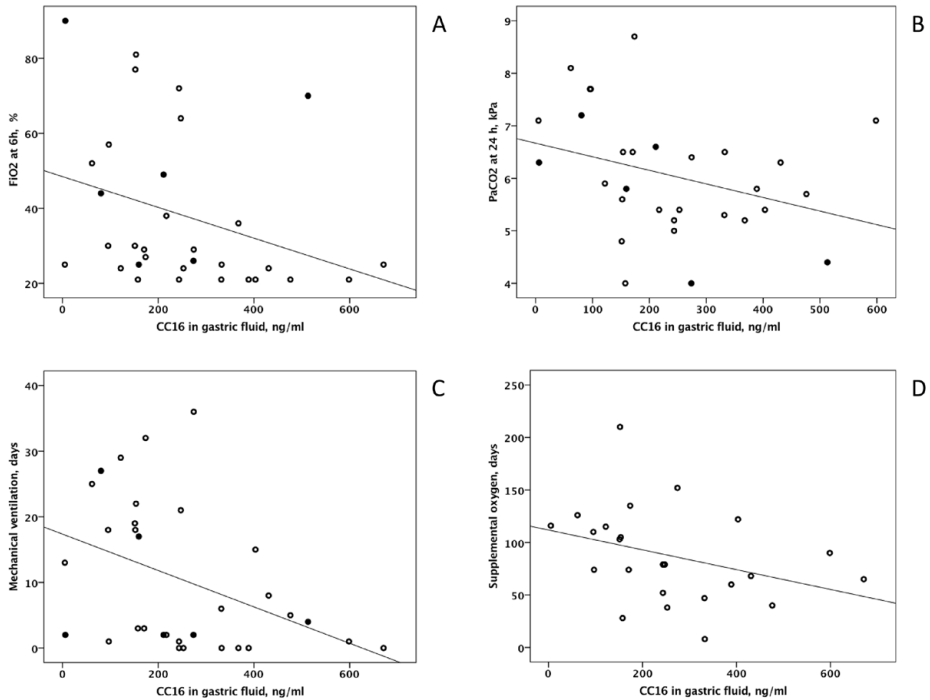 A
FiO2 at 6h, %
80
60
40
20
0 200 400 600
CC16 in gastric fluid, ng/ml
B
PaCO2 at 24 h, kPa
9
8
7
6
5
4
0 100 200 300 400 500 600
CC16 in gastric fluid, ng/ml
C
Mechanical ventilation, days
40
30
20
10
0
0 200 400 600
CC16 in gastric fluid, ng/ml
D
Supplemental oxygen, days
250
200
150
100
50
0
0 200 400 600
CC16 in gastric fluid, ng/ml